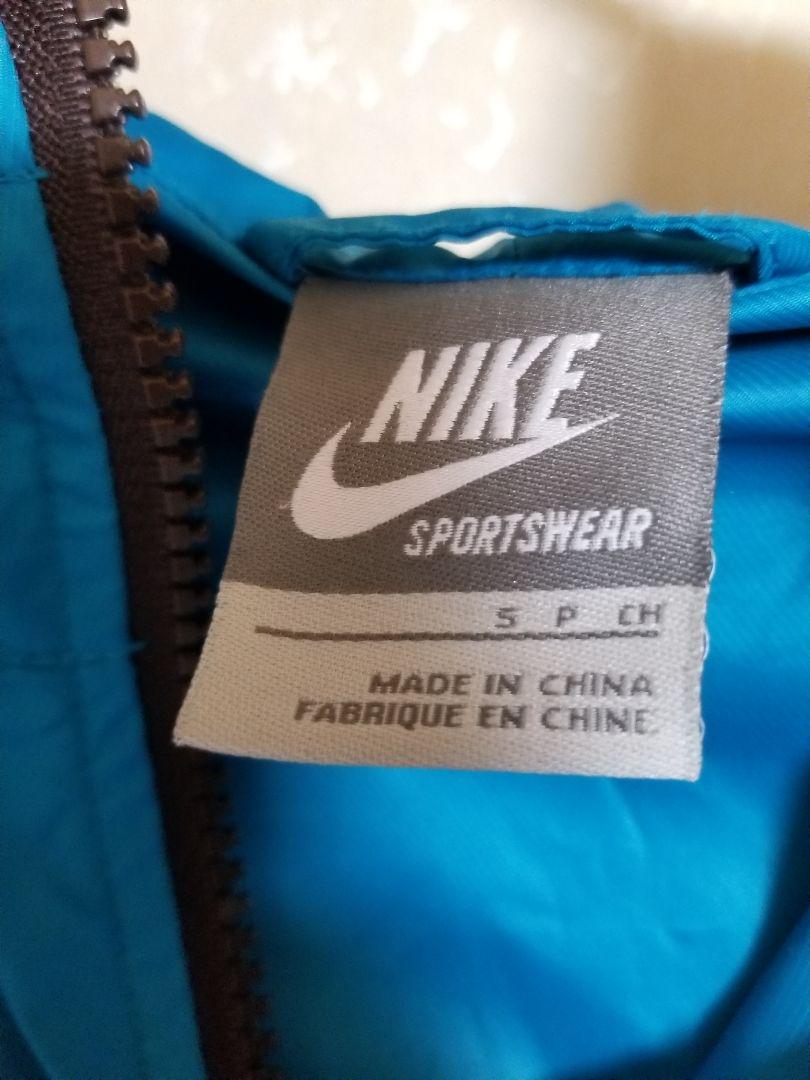 NIKE
SPORTSWEAR
S P CH
MADE IN CHINA
FABRIQUE EN CHINE